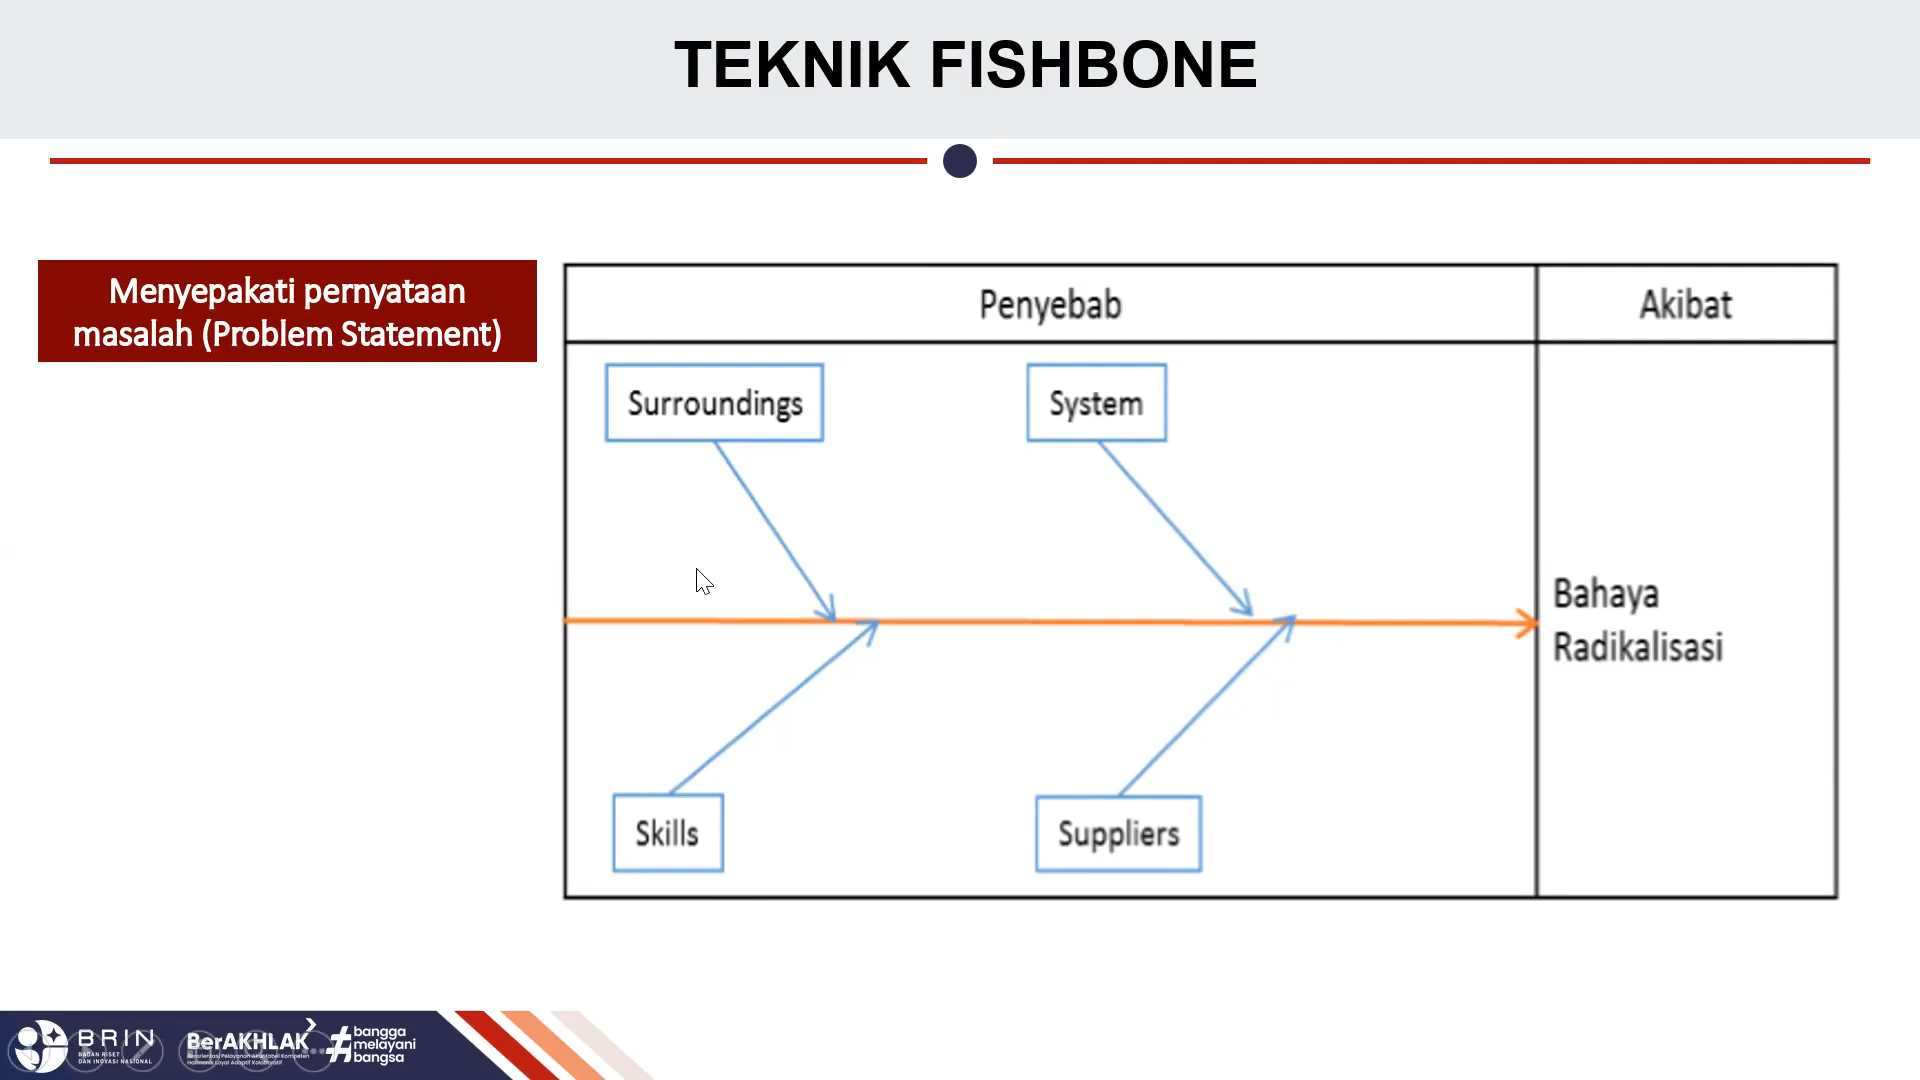 TEKNIK FISHBONE
Menyepakati pernyataan
masalah (Problem Statement)
Penyebab
Akibat
Surroundings
System
Bahaya
Radikalisasi
Skills
Suppliers
BRIN
BADAN RISET
DAN INOVASI NASIONAL
BerAKHLAK
#bangga
melayani
bangsa